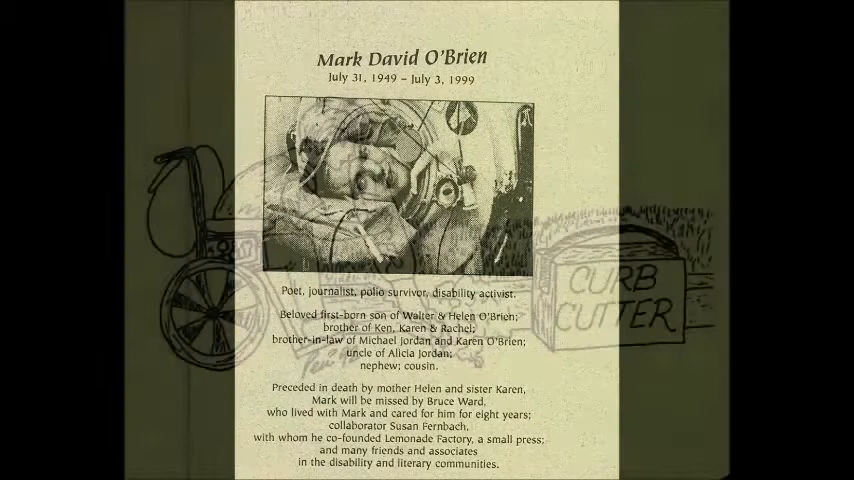 Mark David O'Brien
July 31, 1949 – July 3, 1999
Poet, journalist, polio survivor, disability activist.
Beloved first-born son of Walter & Helen O'Brien;
brother of Ken, Karen & Rachel;
brother-in-law of Michael Jordan and Karen O'Brien;
uncle of Alicia Jordan;
nephew; cousin.
Preceded in death by mother Helen and sister Karen,
Mark will be missed by Bruce Ward,
who lived with Mark and cared for him for eight years;
collaborator Susan Fernbach,
with whom he co-founded Lemonade Factory, a small press;
and many friends and associates
in the disability and literary communities.
CURB
CUTTER